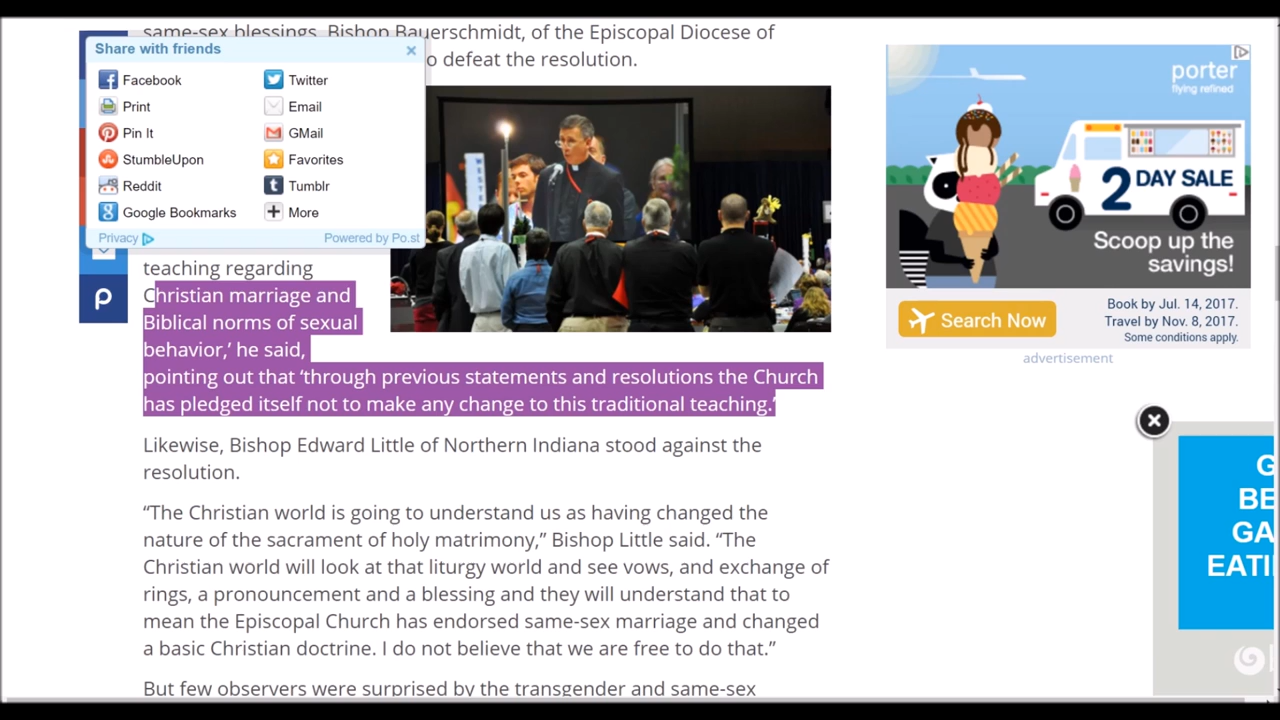 same-sex blessings. Bishop Bauerschmidt, of the Episcopal Diocese of
o defeat the resolution.
Share with friends
Facebook
Twitter
Print
Email
Pin It
GMail
StumbleUpon
Favorites
Reddit
Tumblr
Google Bookmarks
More
Privacy
Powered by Po.st
teaching regarding
Christian marriage and
Biblical norms of sexual
behavior,’ he said,
pointing out that ‘through previous statements and resolutions the Church
has pledged itself not to make any change to this traditional teaching.’
Likewise, Bishop Edward Little of Northern Indiana stood against the
resolution.
“The Christian world is going to understand us as having changed the
nature of the sacrament of holy matrimony,” Bishop Little said. “The
Christian world will look at that liturgy world and see vows, and exchange of
rings, a pronouncement and a blessing and they will understand that to
mean the Episcopal Church has endorsed same-sex marriage and changed
a basic Christian doctrine. I do not believe that we are free to do that.”
But few observers were surprised by the transgender and same-sex
porter
flying refined
2 DAY SALE
Scoop up the
savings!
Search Now
Book by Jul. 14, 2017.
Travel by Nov. 8, 2017.
Some conditions apply.
advertisement
G
BE
GA
EATI